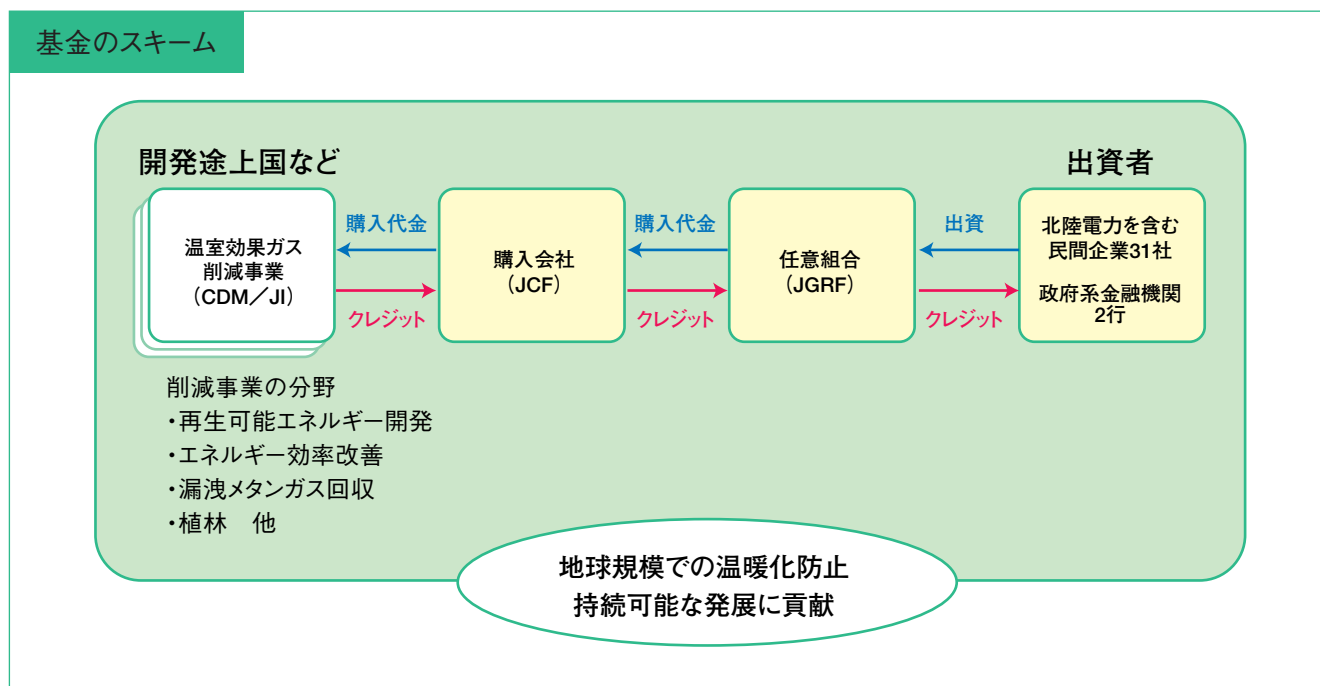 基金のスキーム
開発途上国など
出資者
温室効果ガス
削減事業
（CDM／JI）
購入代金
クレジット
購入会社
（JCF）
購入代金
クレジット
任意組合
（JGRF）
出資
クレジット
北陸電力を含む
民間企業31社
政府系金融機関
2行
削減事業の分野
・再生可能エネルギー開発
・エネルギー効率改善
・漏洩メタンガス回収
・植林　他
地球規模での温暖化防止
持続可能な発展に貢献